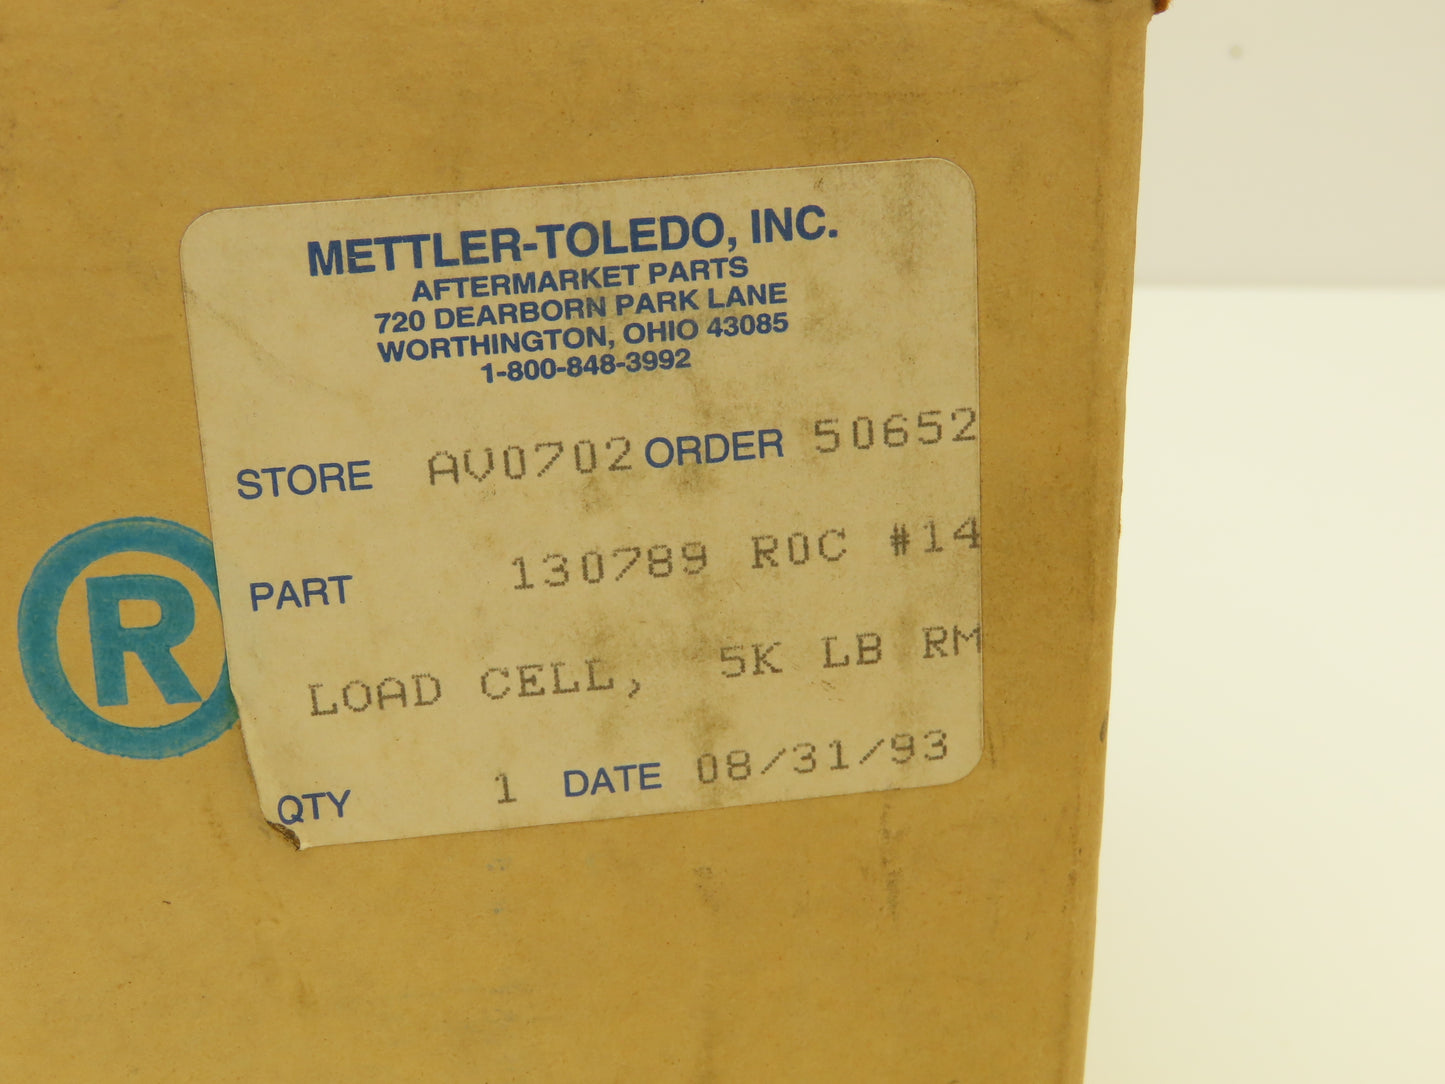 METTLER-TOLEDO, INC.
AFTERMARKET PARTS
720 DEARBORN PARK LANE
WORTHINGTON, OHIO 43085
1-800-848-3992
STORE AV0702 ORDER 50652
PART 130789 ROC #14
LOAD CELL, 5K LB RM
QTY 1 DATE 08/31/93
®